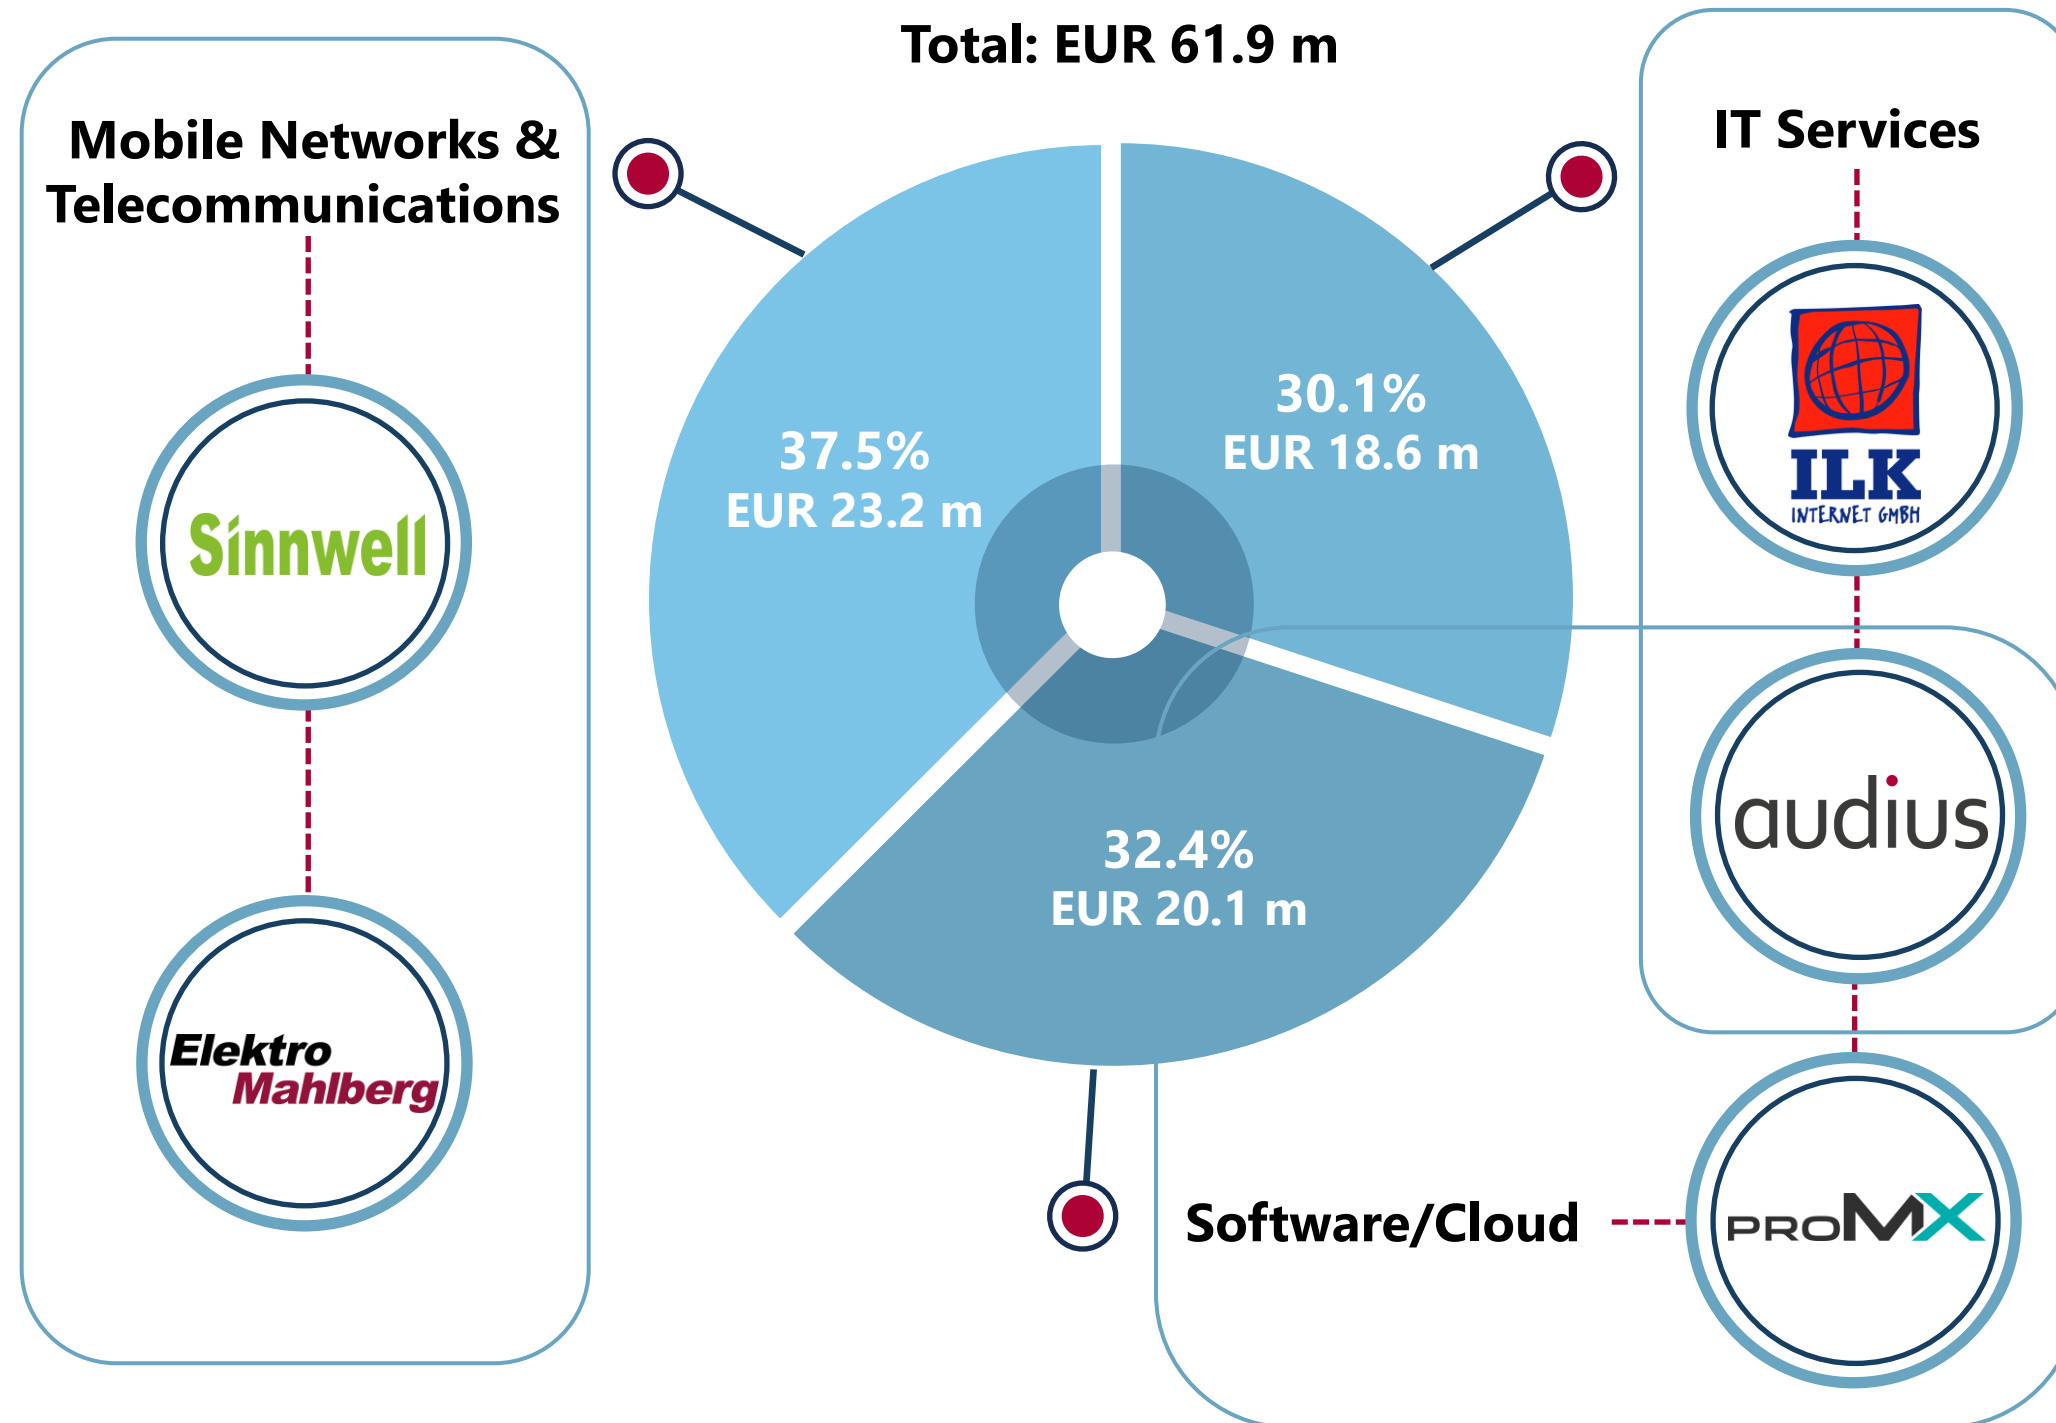 Total: EUR 61.9 m
Mobile Networks &
Telecommunications
Sinnwell
Elektro
Mahlberg
37.5%
EUR 23.2 m
30.1%
EUR 18.6 m
32.4%
EUR 20.1 m
IT Services
ILK
INTERNET GMBH
audius
Software/Cloud
PROMX